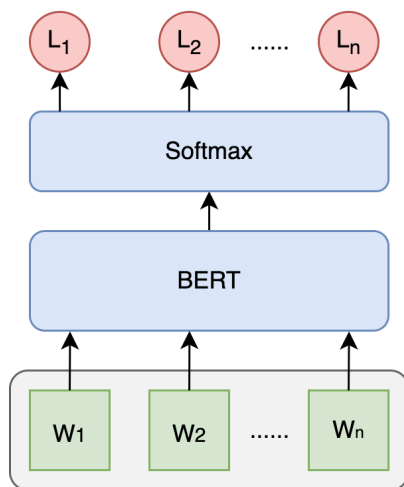 L1 L2 ...... Ln
Softmax
BERT
W1 W2 ...... Wn